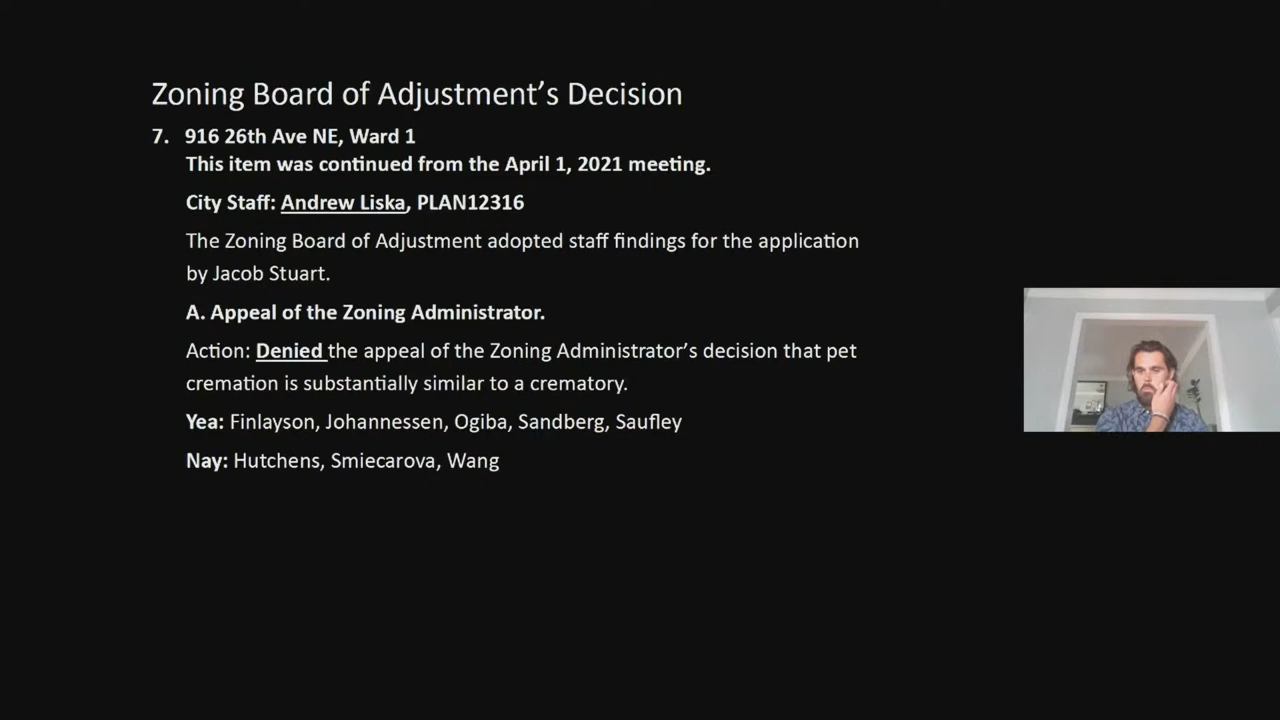 Zoning Board of Adjustment’s Decision
7. 916 26th Ave NE, Ward 1
This item was continued from the April 1, 2021 meeting.
City Staff: Andrew Liska, PLAN12316
The Zoning Board of Adjustment adopted staff findings for the application
by Jacob Stuart.
A. Appeal of the Zoning Administrator.
Action: Denied the appeal of the Zoning Administrator’s decision that pet
cremation is substantially similar to a crematory.
Yea: Finlayson, Johannessen, Ogiba, Sandberg, Saufley
Nay: Hutchens, Smiecarova, Wang